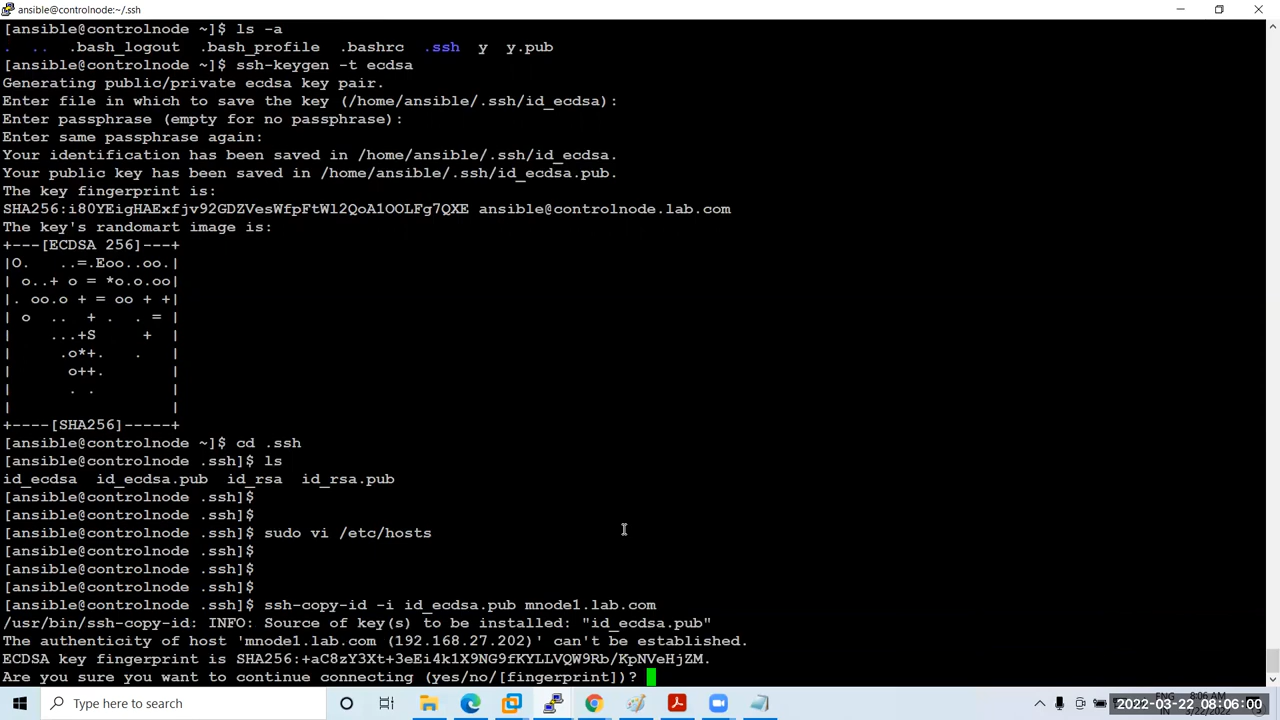 ansible@controlnode:~/.ssh
[ansible@controlnode ~]$ ls -a
.  ..  .bash_logout  .bash_profile  .bashrc  .ssh  y  y.pub
[ansible@controlnode ~]$ ssh-keygen -t ecdsa
Generating public/private ecdsa key pair.
Enter file in which to save the key (/home/ansible/.ssh/id_ecdsa):
Enter passphrase (empty for no passphrase):
Enter same passphrase again:
Your identification has been saved in /home/ansible/.ssh/id_ecdsa.
Your public key has been saved in /home/ansible/.ssh/id_ecdsa.pub.
The key fingerprint is:
SHA256:i80YEigHAExfjv92GDZVesWfpFtWl2QoA1OOLFg7QXE ansible@controlnode.lab.com
The key's randomart image is:
+---[ECDSA 256]---+
|O.    ..=.Eoo..oo.|
| o..+ o = *o.o.oo|
|. oo.o + = oo + +|
| o  ..  + .  . = |
|     ...+S     + |
|      .o*+.   .  |
|       o++.      |
|       . .       |
|                 |
+----[SHA256]-----+
[ansible@controlnode ~]$ cd .ssh
[ansible@controlnode .ssh]$ ls
id_ecdsa  id_ecdsa.pub  id_rsa  id_rsa.pub
[ansible@controlnode .ssh]$
[ansible@controlnode .ssh]$
[ansible@controlnode .ssh]$ sudo vi /etc/hosts
[ansible@controlnode .ssh]$
[ansible@controlnode .ssh]$
[ansible@controlnode .ssh]$
[ansible@controlnode .ssh]$ ssh-copy-id -i id_ecdsa.pub mnode1.lab.com
/usr/bin/ssh-copy-id: INFO: Source of key(s) to be installed: "id_ecdsa.pub"
The authenticity of host 'mnode1.lab.com (192.168.27.202)' can't be established.
ECDSA key fingerprint is SHA256:+aC8zY3Xt+3eEi4k1X9NG9fKYLLVQW9Rb/KpNVeHjZM.
Are you sure you want to continue connecting (yes/no/[fingerprint])?
Type here to search
ENG
8:06 AM
2022-03-22 08:06:00